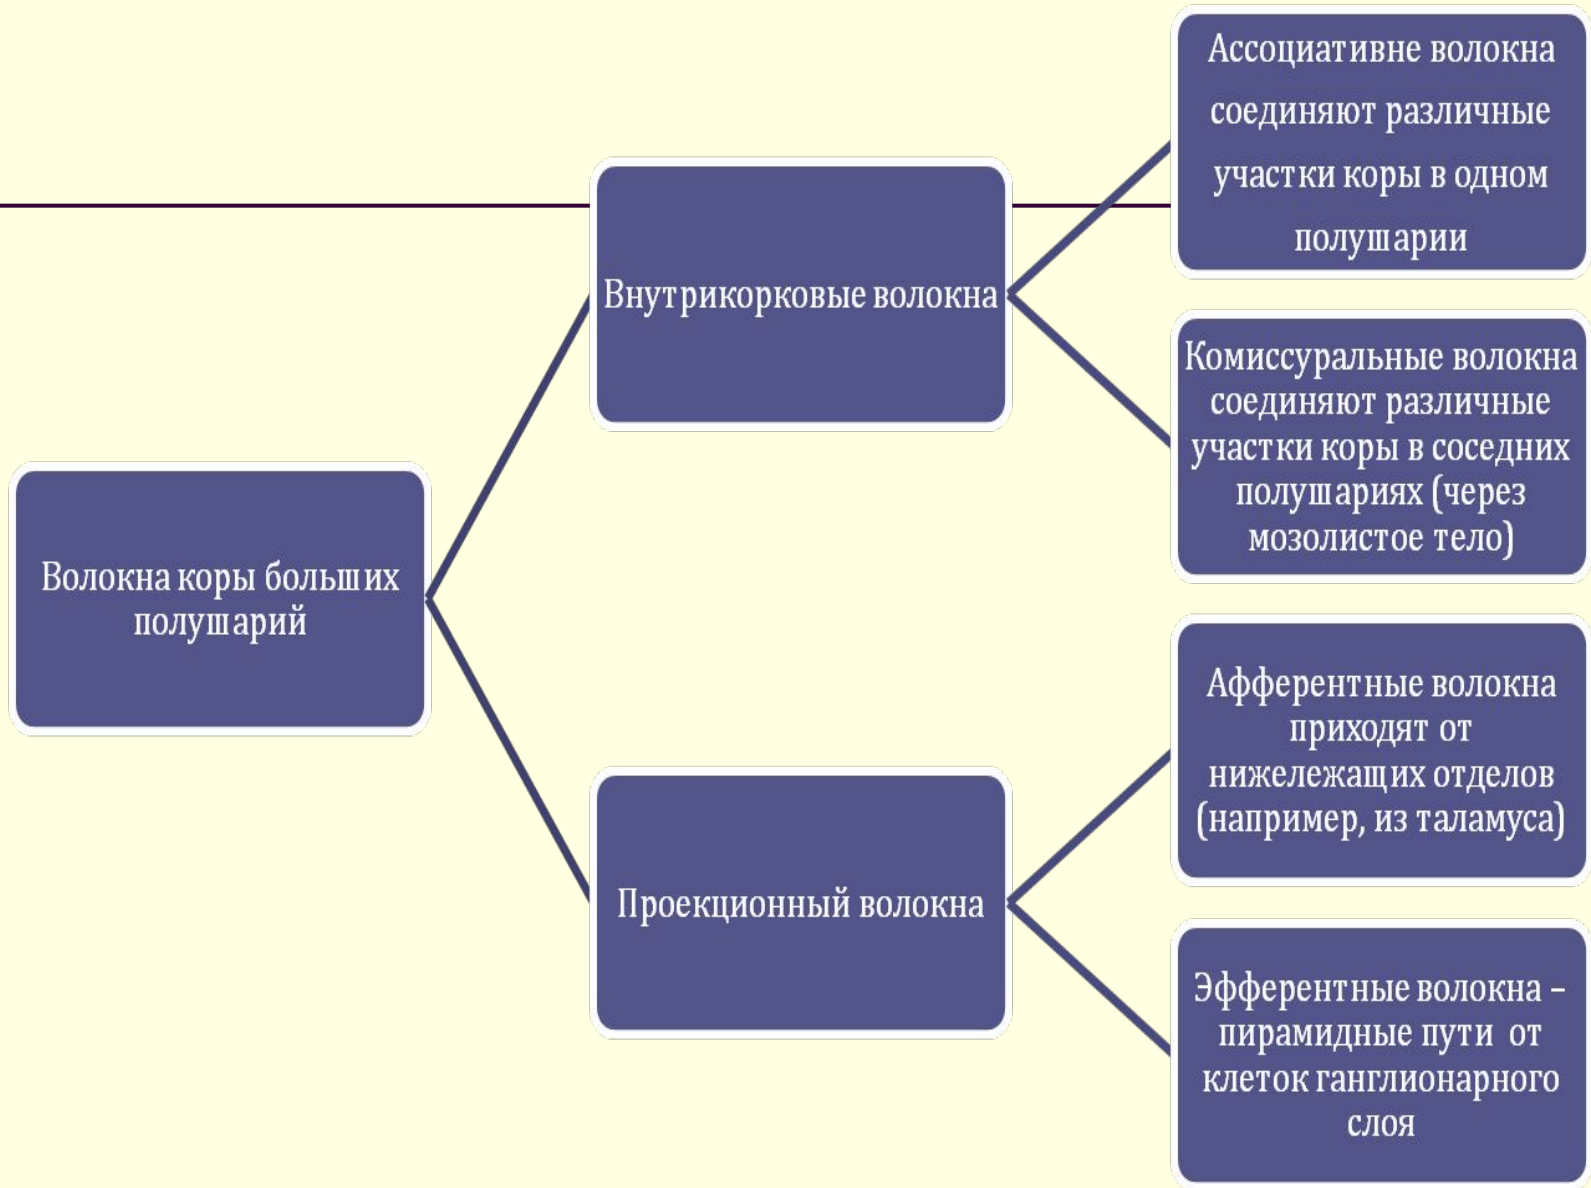 Ассоциативне волокна
соединяют различные
участки коры в одном
полушарии
Внутрикорковые волокна
Комиссуральные волокна
соединяют различные
участки коры в соседних
полушариях (через
мозолистое тело)
Волокна коры больших
полушарий
Афферентные волокна
приходят от
нижележащих отделов
(например, из таламуса)
Проекционный волокна
Эфферентные волокна –
пирамидные пути от
клеток ганглионарного
слоя